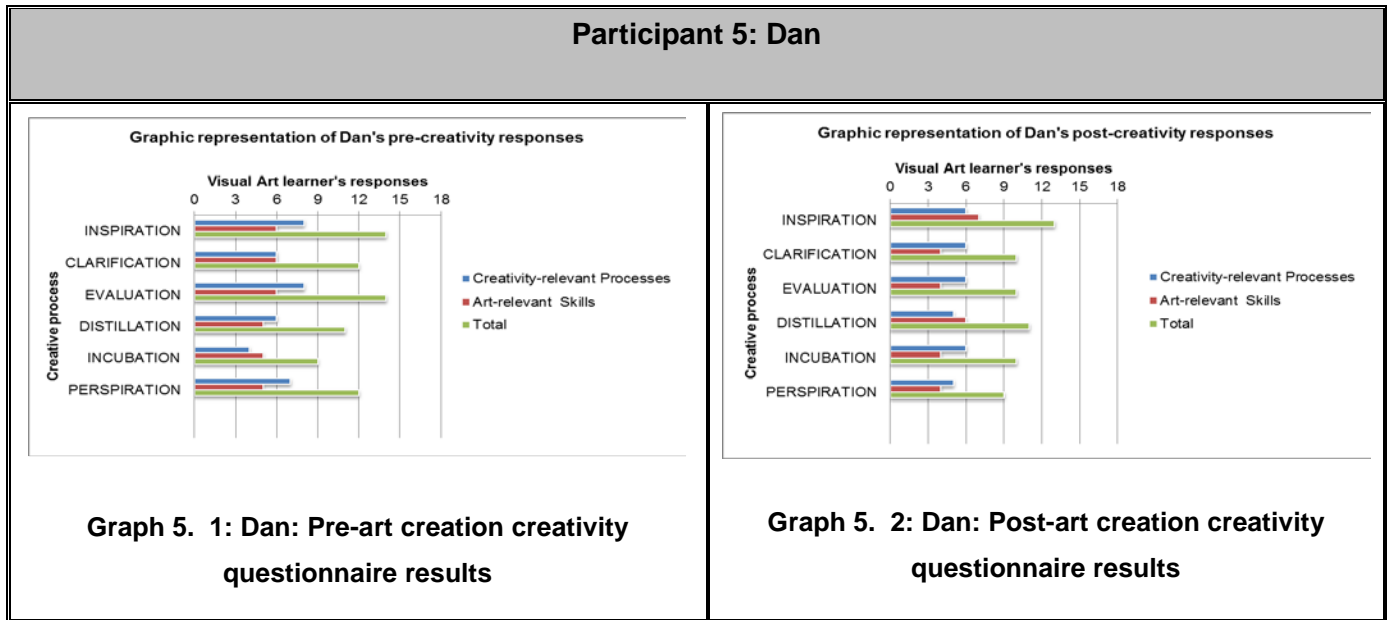 Participant 5: Dan
Graphic representation of Dan's pre-creativity responses
Visual Art learner's responses
0 3 6 9 12 15 18
Creative process
INSPIRATION
CLARIFICATION
EVALUATION
DISTILLATION
INCUBATION
PERSPIRATION
Creativity-relevant Processes
Art-relevant Skills
Total
Graph 5. 1: Dan: Pre-art creation creativity
questionnaire results
Graphic representation of Dan's post-creativity responses
Visual Art learner's responses
0 3 6 9 12 15 18
Creative process
INSPIRATION
CLARIFICATION
EVALUATION
DISTILLATION
INCUBATION
PERSPIRATION
Creativity-relevant Processes
Art-relevant Skills
Total
Graph 5. 2: Dan: Post-art creation creativity
questionnaire results